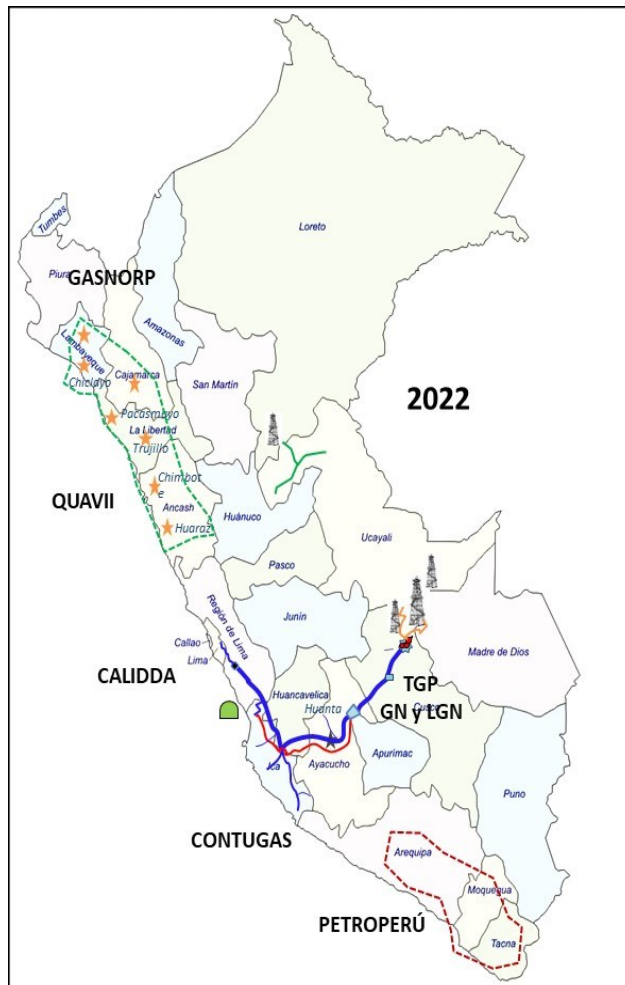 Tumbes
Loreto
Piura
GASNORP
Amazonas
Lambayeque
Cajamarca
San Martín
Chiclayo
2022
Pacasmayo
La Libertad
Trujillo
Chimbot
e
QUAVII
Ancash
Huaraz
Huánuco
Ucayali
Pasco
Región de Lima
Junín
Callao
Lima
Madre de Dios
CALIDDA
Huancavelica
TGP
Huanta
Cusco
GN y LGN
Ica
Ayacucho
Apurimac
Puno
CONTUGAS
Arequipa
Moquegua
PETROPERÚ
Tacna